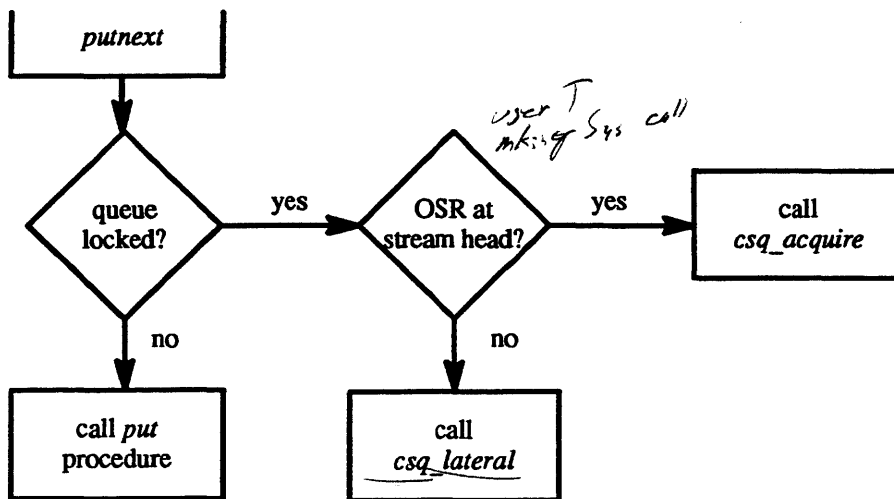 putnext
user T
making Sys call
queue
locked?
yes
OSR at
stream head?
yes
call
csq_acquire
no
no
call put
procedure
call
csq_lateral